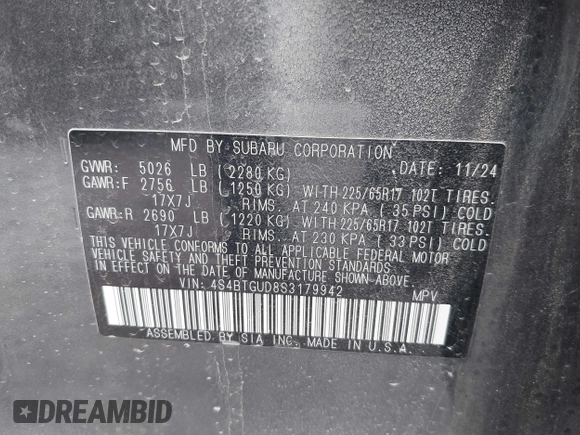 MFD BY SUBARU CORPORATION DATE: 11/24
GVWR: 5026 LB (2280 KG)
GAWR:F 2756 LB (1250 KG) WITH 225/65R17 102T TIRES.
17X7J RIMS. AT 240 KPA (35 PSI) COLD
GAWR:R 2690 LB (1220 KG) WITH 225/65R17 102T TIRES.
17X7J RIMS. AT 230 KPA (33 PSI) COLD
THIS VEHICLE CONFORMS TO ALL APPLICABLE FEDERAL MOTOR
VEHICLE SAFETY AND THEFT PREVENTION STANDARDS
IN EFFECT ON THE DATE OF MANUFACTURE SHOWN ABOVE.
VIN: 4S4BTGUD8S3179942 MPV
ASSEMBLED BY SIA INC. MADE IN U.S.A.
DREAMBID